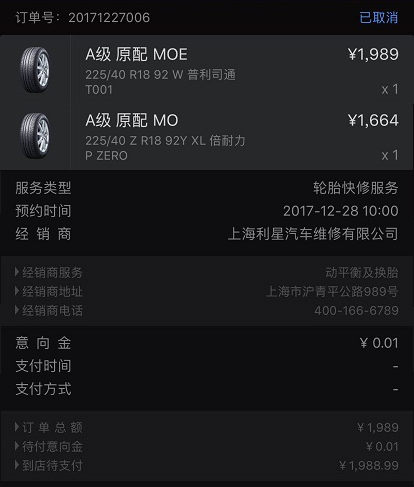 订单号：20171227006 已取消
A级 原配 MOE ¥1,989
225/40 R18 92 W 普利司通
T001 x 1
A级 原配 MO ¥1,664
225/40 Z R18 92Y XL 倍耐力
P ZERO x 1
服务类型 轮胎快修服务
预约时间 2017-12-28 10:00
经销商 上海利星汽车维修有限公司
经销商服务 动平衡及换胎
经销商地址 上海市沪青平公路989号
经销商电话 400-166-6789
意向金 ¥ 0.01
支付时间 -
支付方式 -
订单总额 ¥1,989
待付意向金 ¥0.01
到店待支付 ¥1,988.99